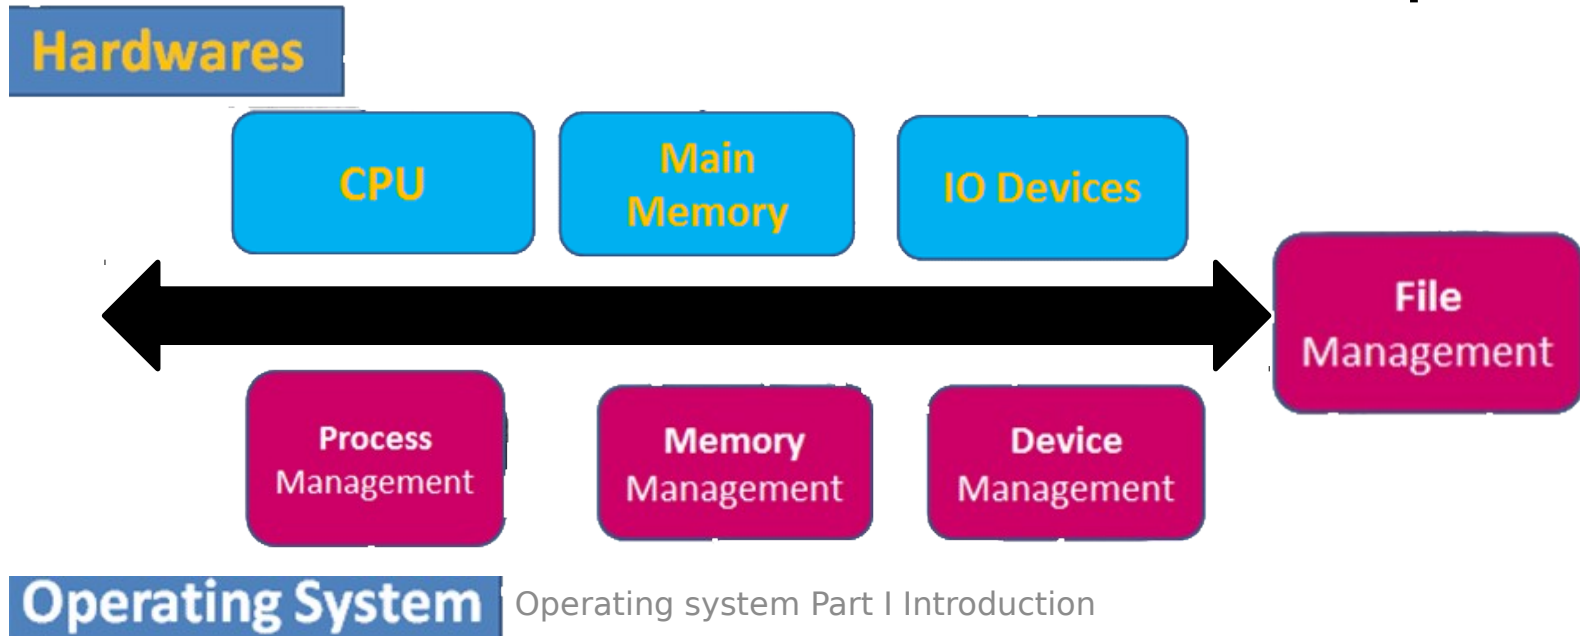 Hardwares
CPU
Main
Memory
IO Devices
File
Management
Process
Management
Memory
Management
Device
Management
Operating System
Operating system Part I Introduction